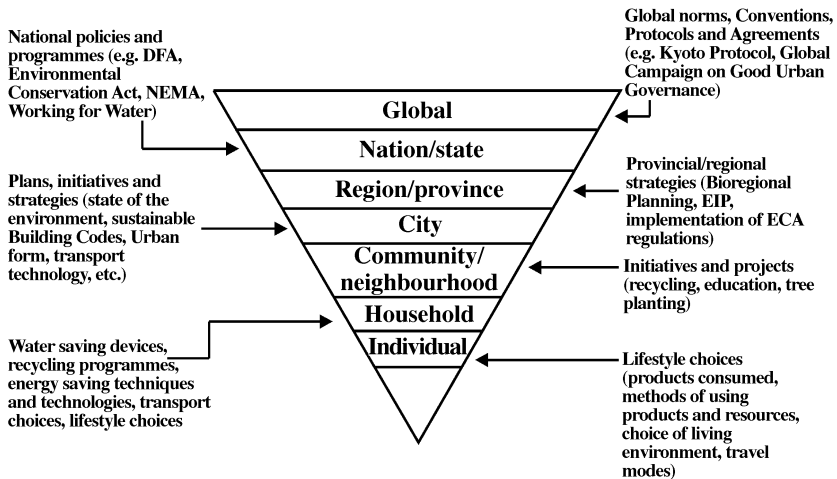 National policies and
programmes (e.g. DFA,
Environmental
Conservation Act, NEMA,
Working for Water)
Global norms, Conventions,
Protocols and Agreements
(e.g. Kyoto Protocol, Global
Campaign on Good Urban
Governance)
Global
Nation/state
Region/province
City
Community/
neighbourhood
Household
Individual
Plans, initiatives and
strategies (state of the
environment, sustainable
Building Codes, Urban
form, transport
technology, etc.)
Provincial/regional
strategies (Bioregional
Planning, EIP,
implementation of ECA
regulations)
Initiatives and projects
(recycling, education, tree
planting)
Water saving devices,
recycling programmes,
energy saving techniques
and technologies, transport
choices, lifestyle choices
Lifestyle choices
(products consumed,
methods of using
products and resources,
choice of living
environment, travel
modes)